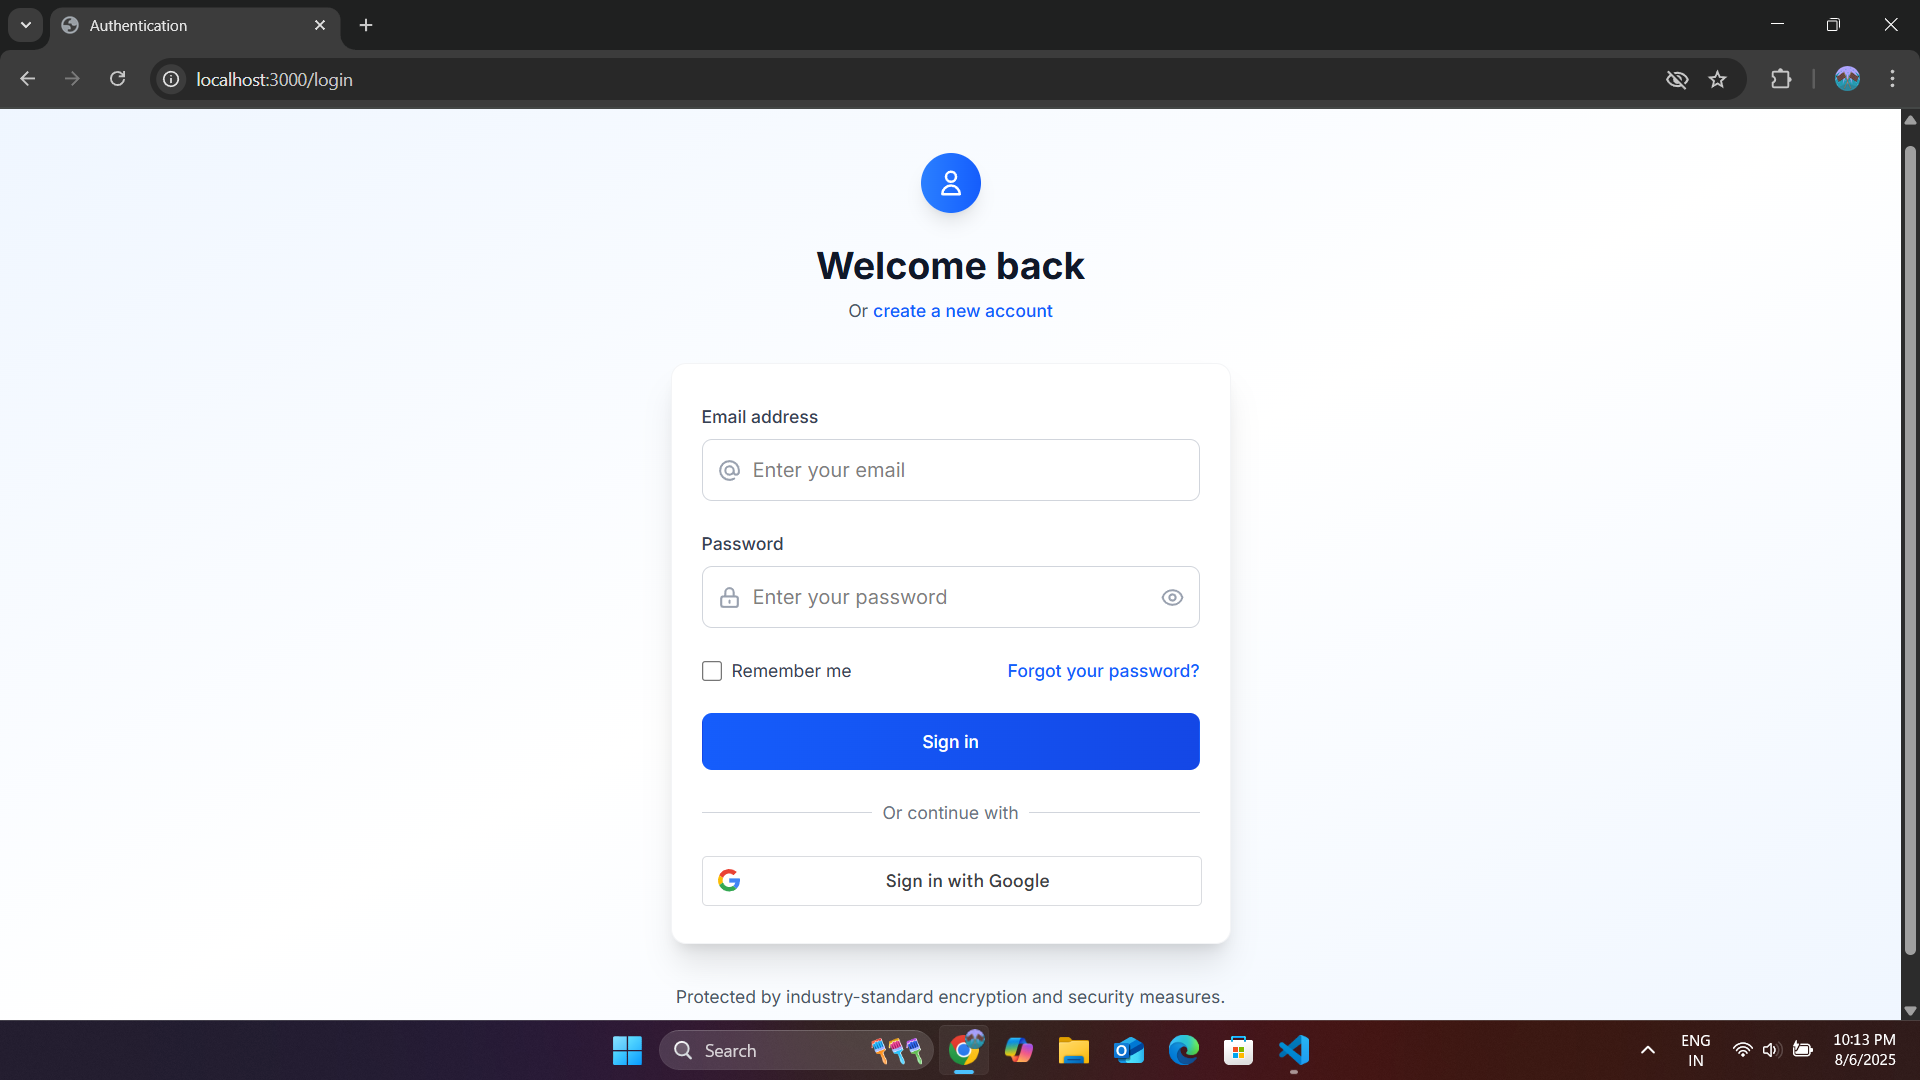 Authentication
localhost:3000/login
Welcome back
Or create a new account
Email address
Enter your email
Password
Enter your password
Remember me
Forgot your password?
Sign in
Or continue with
Sign in with Google
Protected by industry-standard encryption and security measures.
Search
ENG
IN
10:13 PM
8/6/2025